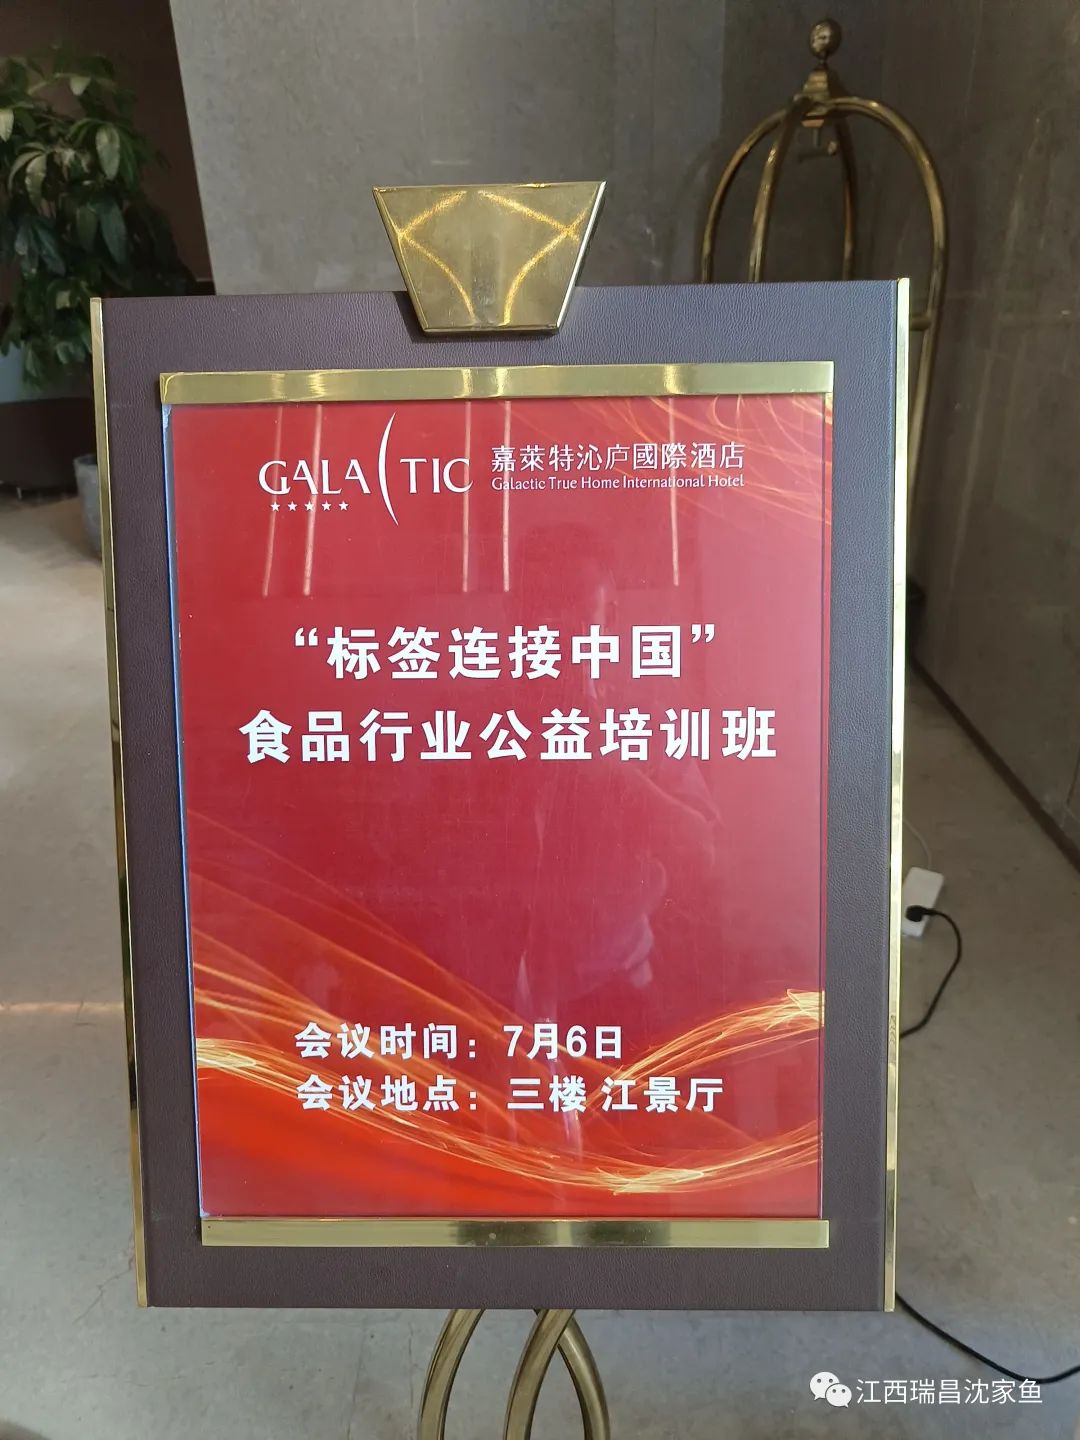 GALACTIC
嘉萊特沁庐國際酒店
Galactic True Home International Hotel
“标签连接中国”
食品行业公益培训班
会议时间：7月6日
会议地点：三楼 江景厅
江西瑞昌沈家鱼